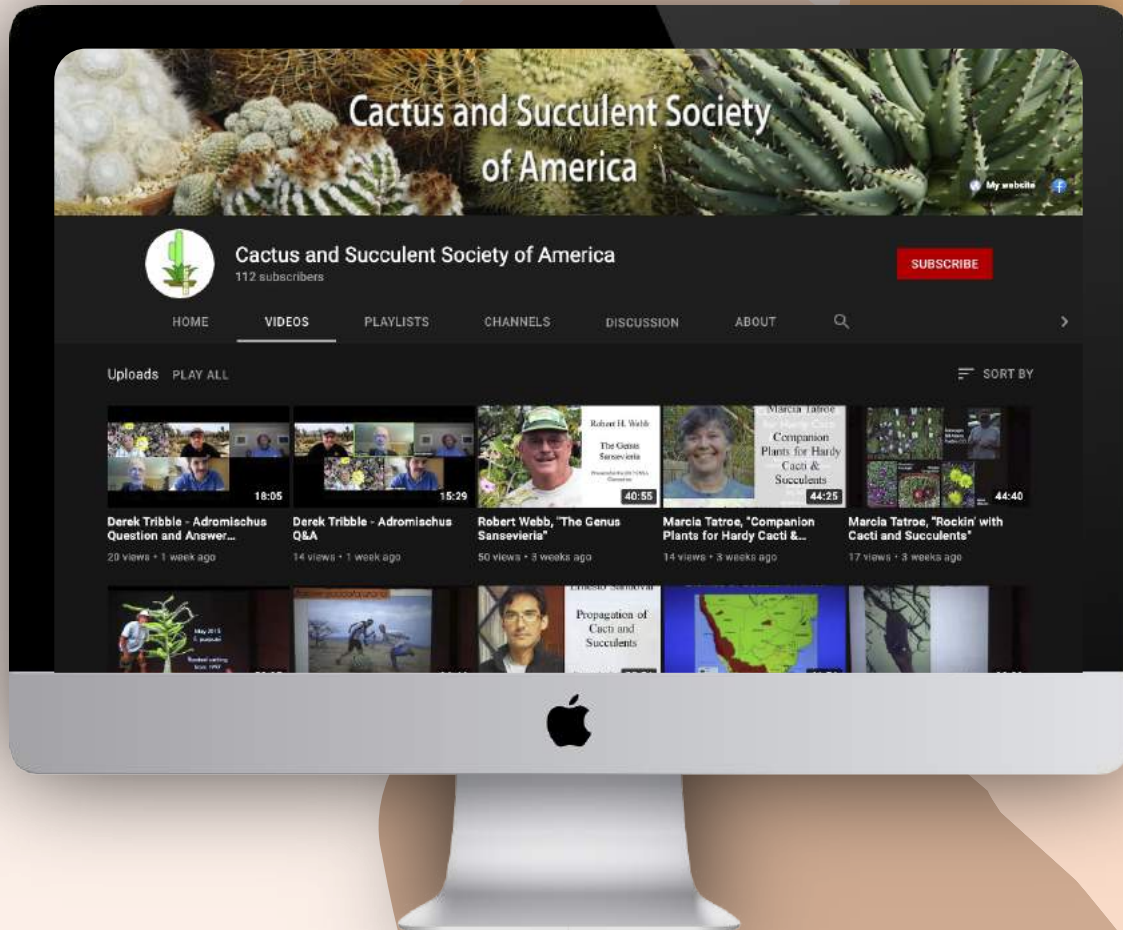 Cactus and Succulent Society
of America
My website
Cactus and Succulent Society of America
112 subscribers
SUBSCRIBE
HOME VIDEOS PLAYLISTS CHANNELS DISCUSSION ABOUT
Uploads PLAY ALL
SORT BY
18:05
15:29
Robert H. Webb
The Genus
Sansevieria
40:55
Marcia Tatroe
Companion
Plants for Hardy
Cacti &
Succulents
44:25
44:40
Derek Tribble - Adromischus
Question and Answer...
20 views • 1 week ago
Derek Tribble - Adromischus
Q&A
14 views • 1 week ago
Robert Webb, "The Genus
Sansevieria"
50 views • 3 weeks ago
Marcia Tatroe, "Companion
Plants for Hardy Cacti &...
14 views • 3 weeks ago
Marcia Tatroe, "Rockin' with
Cacti and Succulents"
17 views • 3 weeks ago
May 2015
Ernesto Sandoval
Propagation of
Cacti and
Succulents